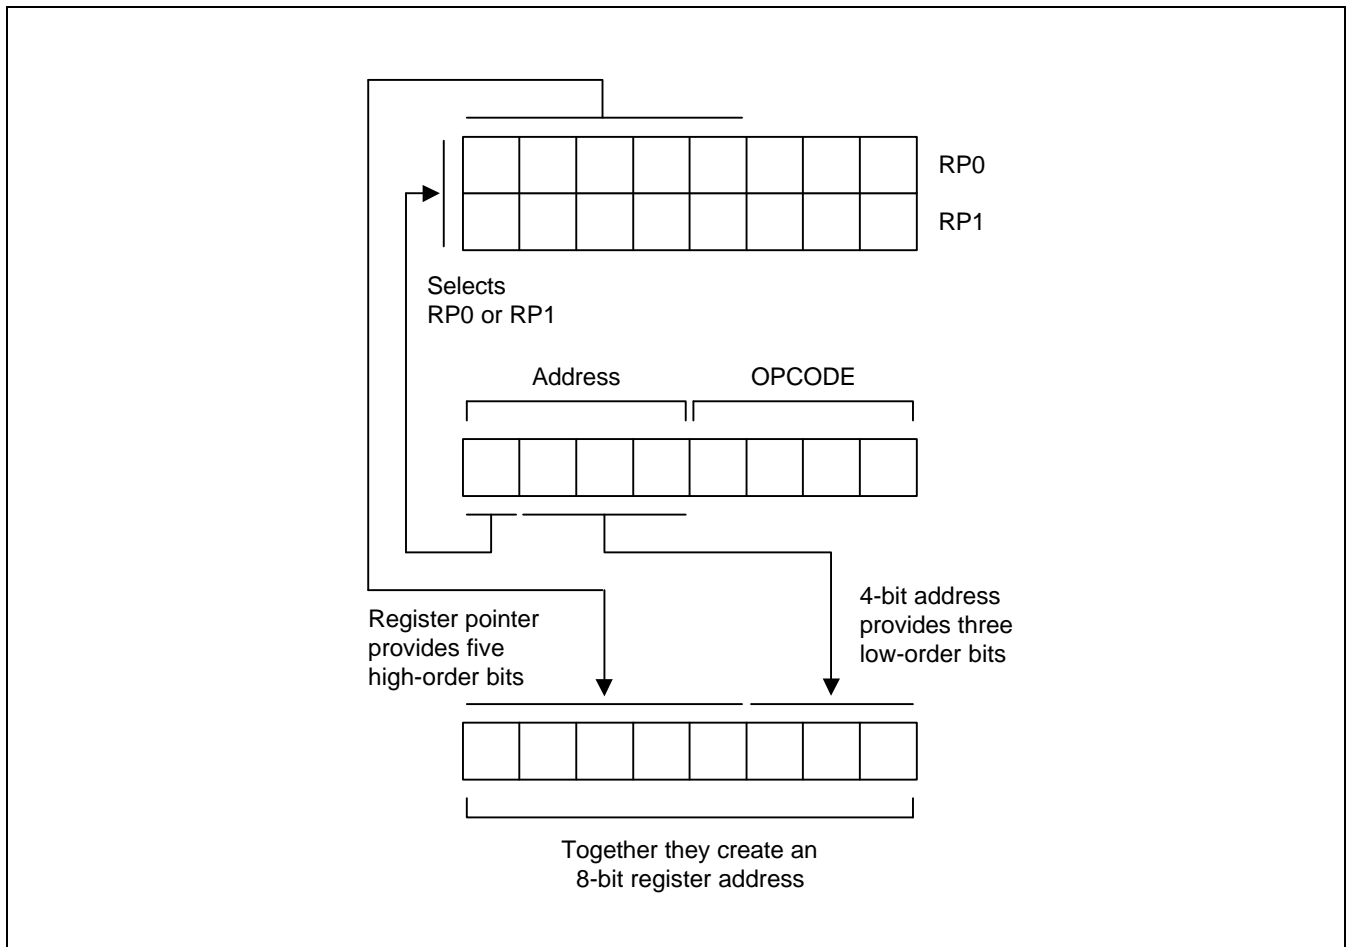 RP0
RP1
Selects
RP0 or RP1
Address
OPCODE
Register pointer
provides five
high-order bits
4-bit address
provides three
low-order bits
Together they create an
8-bit register address